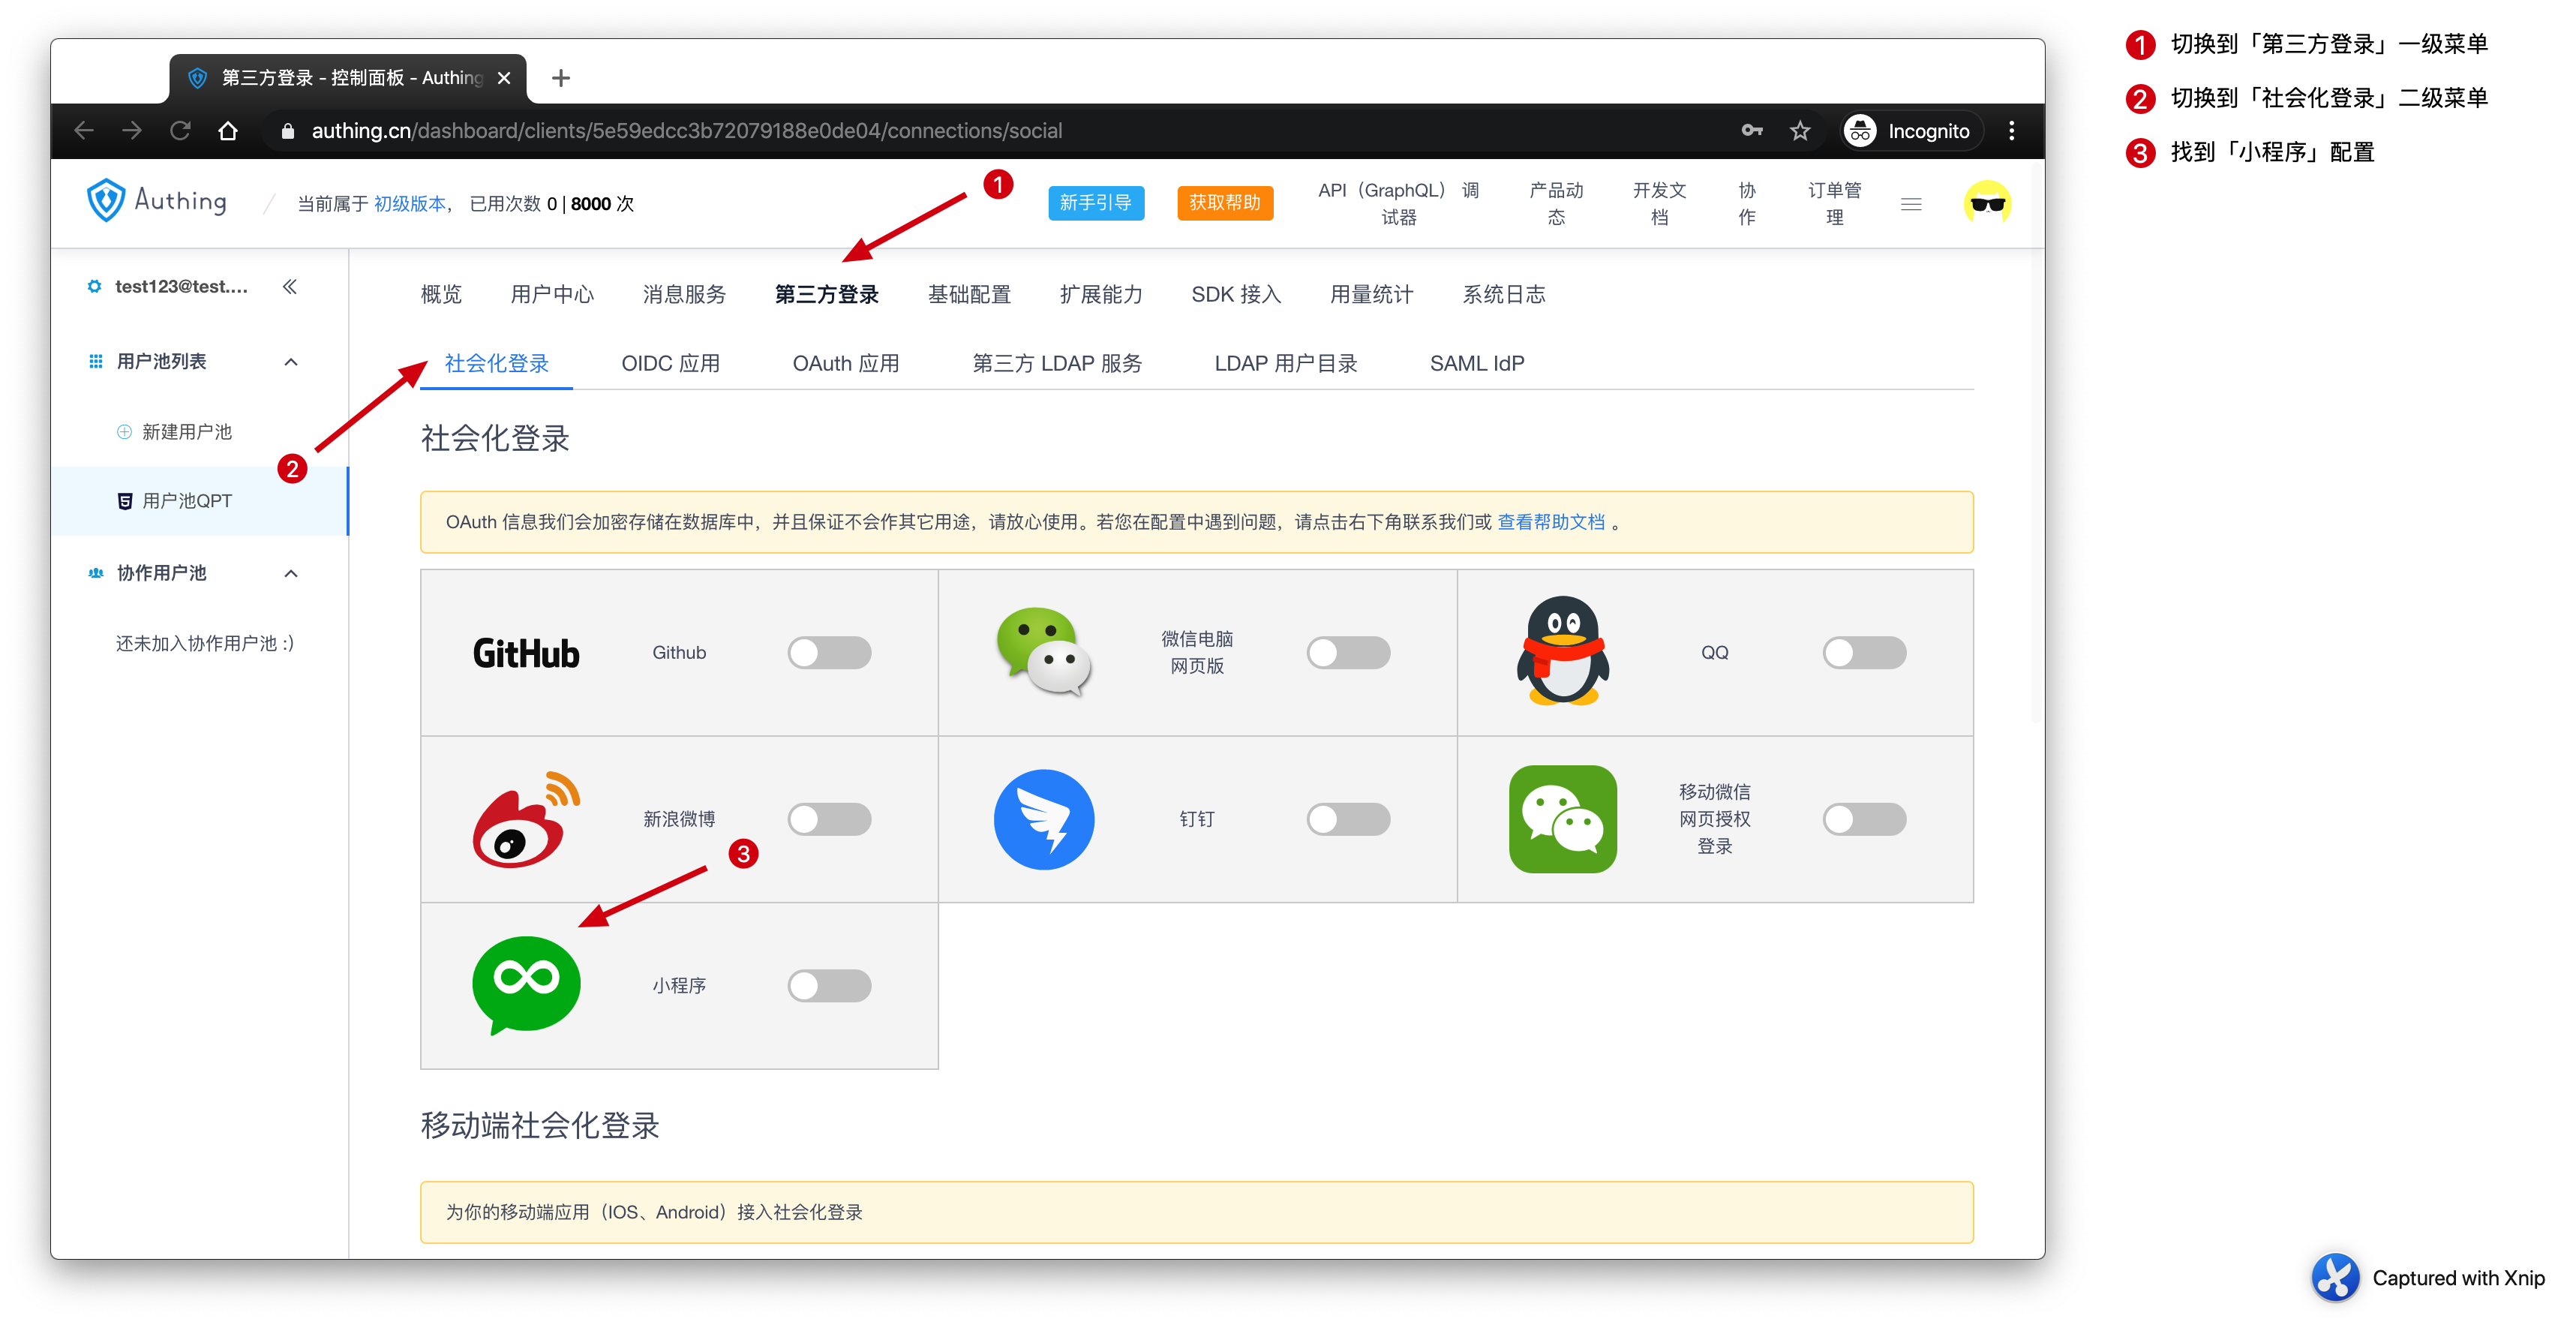 第三方登录 - 控制面板 - Authing
authing.cn/dashboard/clients/5e59edcc3b72079188e0de04/connections/social
Incognito
1 切换到「第三方登录」一级菜单
2 切换到「社会化登录」二级菜单
3 找到「小程序」配置
Authing
当前属于 初级版本， 已用次数 0 | 8000 次
1
新手引导
获取帮助
API（GraphQL） 调
试器
产品动
态
开发文
档
协
作
订单管
理
test123@test....
用户池列表
新建用户池
用户池QPT
协作用户池
还未加入协作用户池 :)
概览
用户中心
消息服务
第三方登录
基础配置
扩展能力
SDK 接入
用量统计
系统日志
2
社会化登录
OIDC 应用
OAuth 应用
第三方 LDAP 服务
LDAP 用户目录
SAML IdP
社会化登录
OAuth 信息我们会加密存储在数据库中，并且保证不会作其它用途，请放心使用。若您在配置中遇到问题，请点击右下角联系我们或 查看帮助文档 。
GitHub
Github
微信电脑
网页版
QQ
新浪微博
钉钉
移动微信
网页授权
登录
3
小程序
移动端社会化登录
为你的移动端应用（IOS、Android）接入社会化登录
Captured with Xnip